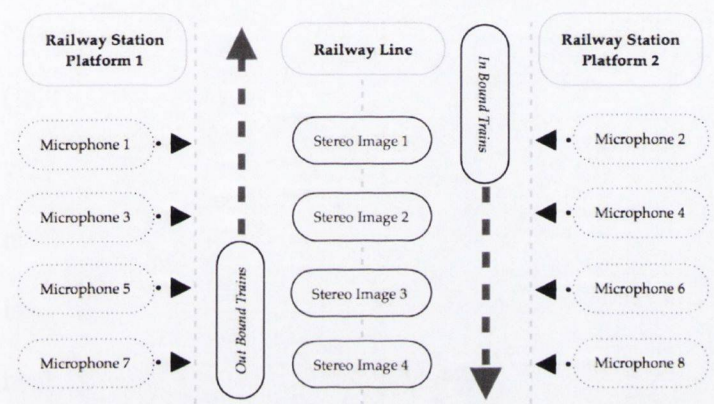 Railway Station
Platform 1
Railway Line
In Bound Trains
Railway Station
Platform 2
Microphone 1
Stereo Image 1
Microphone 2
Microphone 3
Stereo Image 2
Microphone 4
Out Bound Trains
Microphone 5
Stereo Image 3
Microphone 6
Microphone 7
Stereo Image 4
Microphone 8